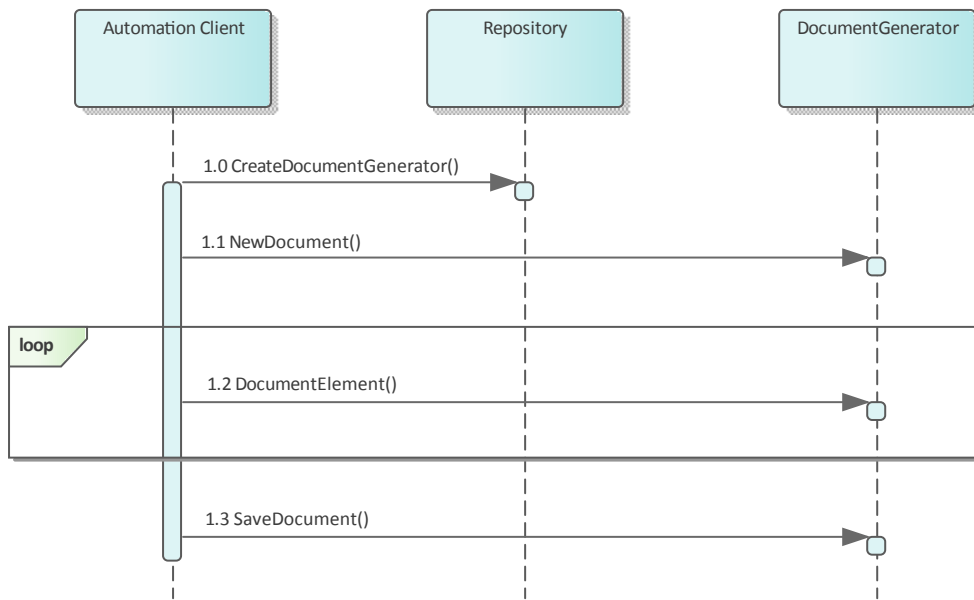 Automation Client
Repository
DocumentGenerator
1.0 CreateDocumentGenerator()
1.1 NewDocument()
loop
1.2 DocumentElement()
1.3 SaveDocument()